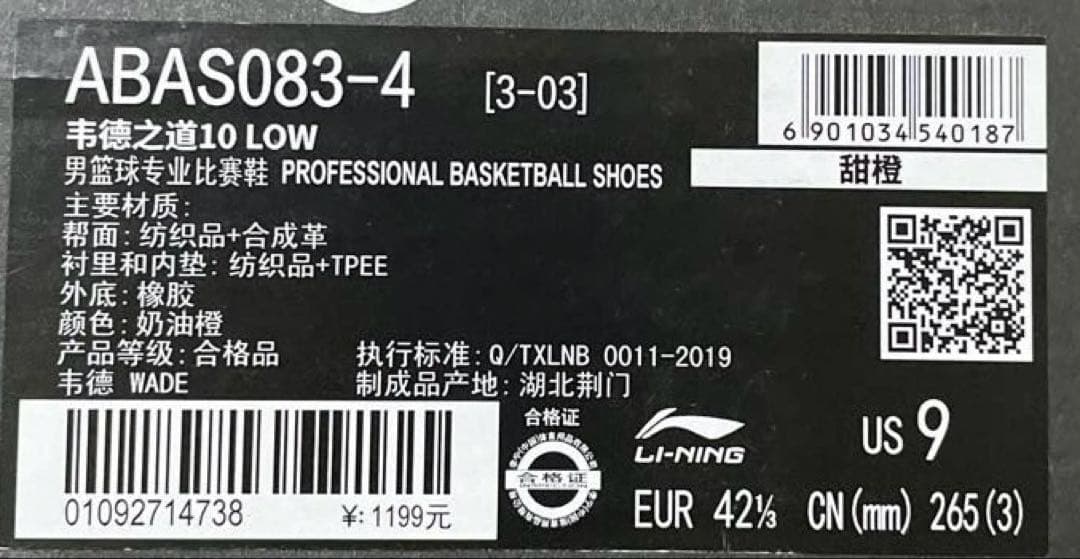 ABAS083-4 [3-03]
韦德之道10 LOW
男篮球专业比赛鞋 PROFESSIONAL BASKETBALL SHOES
主要材质:
帮面: 纺织品+合成革
衬里和内垫: 纺织品+TPEE
外底: 橡胶
颜色: 奶油橙
产品等级: 合格品 执行标准: Q/TXLNB 0011-2019
韦德 WADE 制成品产地: 湖北荆门
6 901034 540187
甜橙
01092714738 ¥: 1199元
合格证
合格证
INSPECTION
LI-NING
US 9
EUR 42⅓ CN(mm) 265(3)